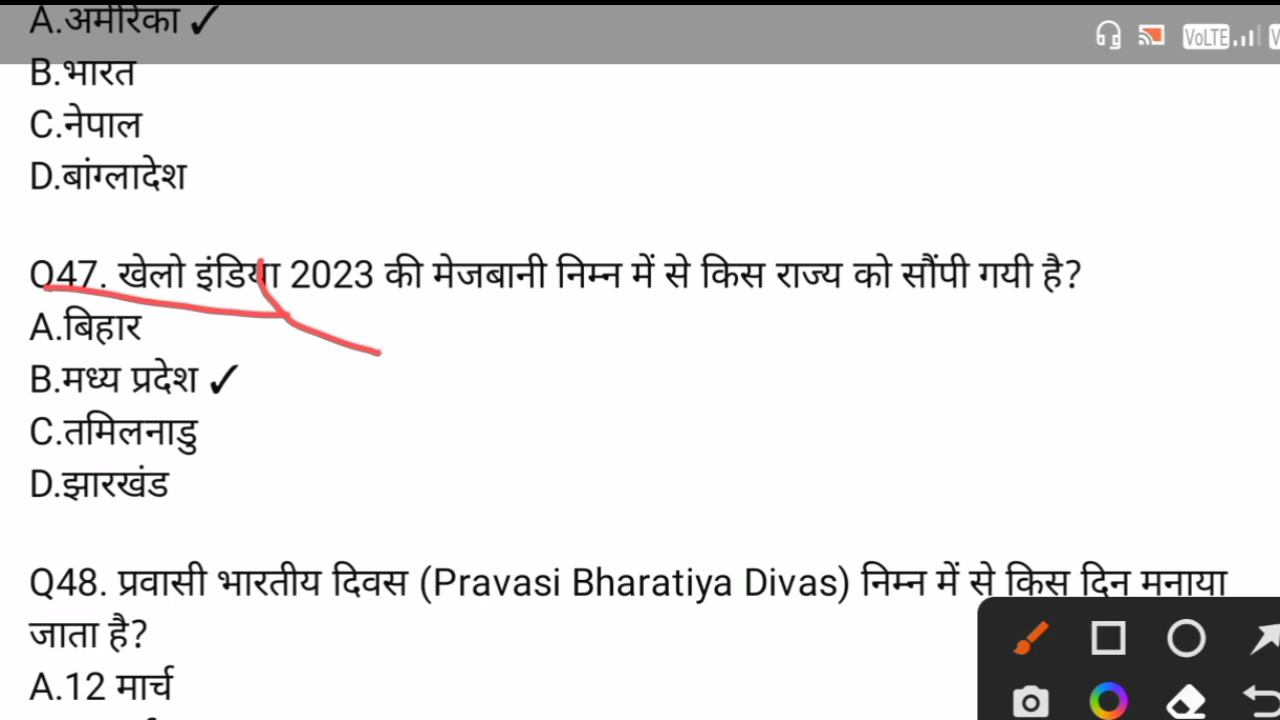 A.अमेरिका ✓
VoLTE
B.भारत
C.नेपाल
D.बांग्लादेश
Q47. खेलो इंडिया 2023 की मेजबानी निम्न में से किस राज्य को सौंपी गयी है?
A.बिहार
B.मध्य प्रदेश ✓
C.तमिलनाडु
D.झारखंड
Q48. प्रवासी भारतीय दिवस (Pravasi Bharatiya Divas) निम्न में से किस दिन मनाया
जाता है?
A.12 मार्च